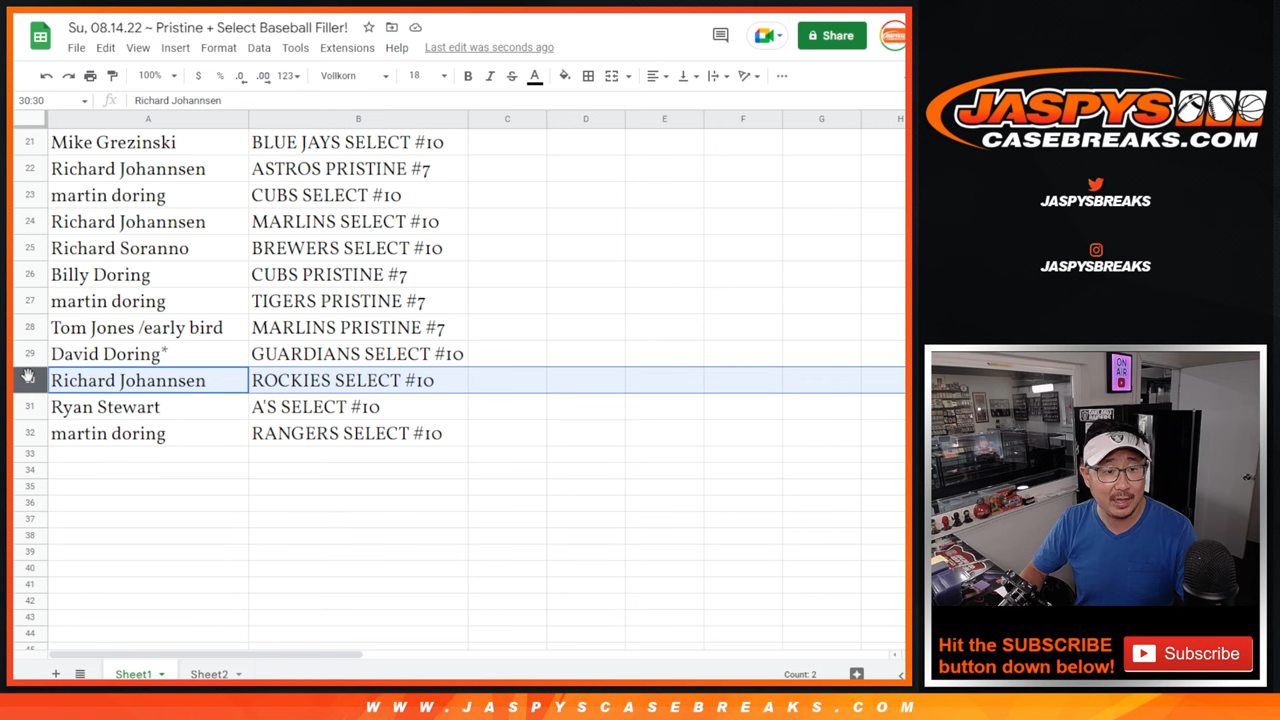 Su, 08.14.22 ~ Pristine + Select Baseball Filler!
File Edit View Insert Format Data Tools Extensions Help Last edit was seconds ago
Share
100% $ % .0 .00 123 Vollkorn 18 B I S A
30:30 fx Richard Johannsen
A B C D E F G H
21 Mike Grezinski BLUE JAYS SELECT #10
22 Richard Johannsen ASTROS PRISTINE #7
23 martin doring CUBS SELECT #10
24 Richard Johannsen MARLINS SELECT #10
25 Richard Soranno BREWERS SELECT #10
26 Billy Doring CUBS PRISTINE #7
27 martin doring TIGERS PRISTINE #7
28 Tom Jones /early bird MARLINS PRISTINE #7
29 David Doring* GUARDIANS SELECT #10
Richard Johannsen ROCKIES SELECT #10
31 Ryan Stewart A'S SELECT #10
32 martin doring RANGERS SELECT #10
33
34
35
36
37
38
39
40
41
42
43
44
Sheet1 Sheet2 Count: 2
JASPYS
CASEBREAKS.COM
JASPYSBREAKS
JASPYSBREAKS
ON
AIR
Hit the SUBSCRIBE
button down below!
Subscribe
WWW.JASPYSCASEBREAKS.COM